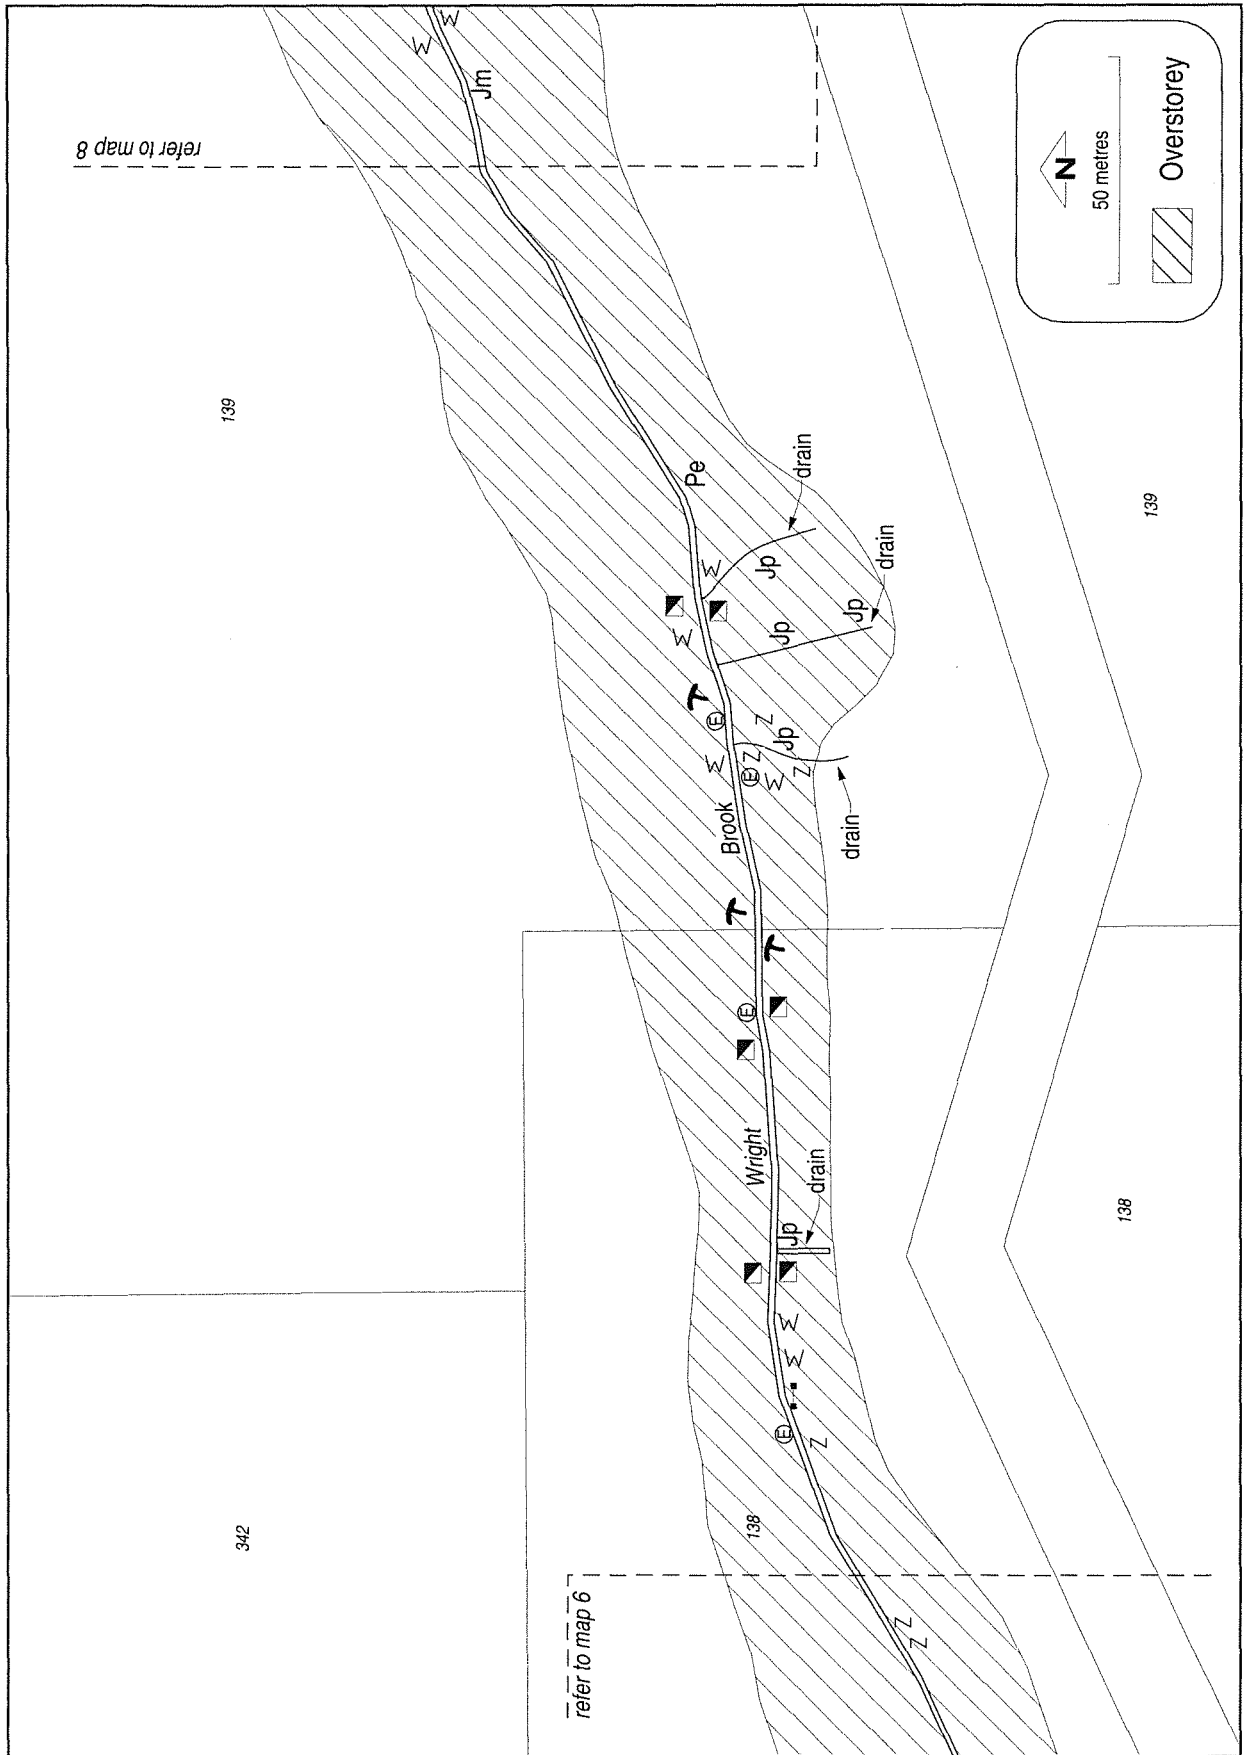 W
W
Jm
refer to map 8
N
50 metres
Overstorey
139
Pe
drain
139
W
Jp
drain
W
Jp
Jp
E
Z
Jp
W
Z
E
W
Z
Brook
drain
E
Wright
drain
138
Jp
W
W
E
Z
342
138
refer to map 6
Z
Z